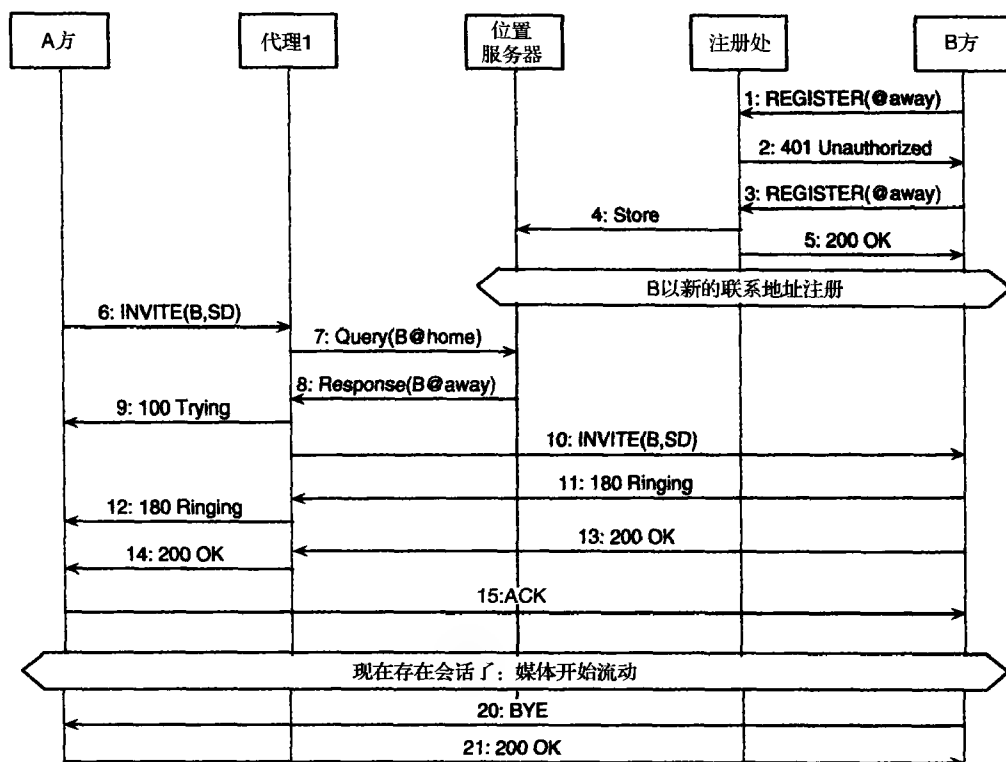 A方
代理1
位置
服务器
注册处
B方
1: REGISTER(@away)
2: 401 Unauthorized
3: REGISTER(@away)
4: Store
5: 200 OK
B以新的联系地址注册
6: INVITE(B,SD)
7: Query(B@home)
8: Response(B@away)
9: 100 Trying
10: INVITE(B,SD)
11: 180 Ringing
12: 180 Ringing
13: 200 OK
14: 200 OK
15:ACK
现在存在会话了：媒体开始流动
20: BYE
21: 200 OK